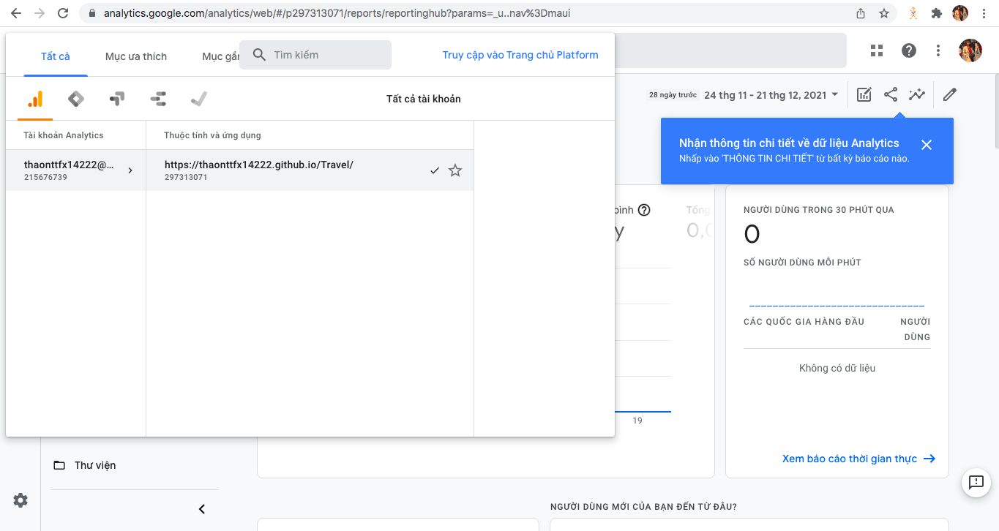 analytics.google.com/analytics/web/#/p297313071/reports/reportinghub?params=_u..nav%3Dmaui
Tất cả
Mục ưa thích
Mục gần
Tìm kiếm
Truy cập vào Trang chủ Platform
Tất cả tài khoản
28 ngày trước
24 thg 11 - 21 thg 12, 2021
Tài khoản Analytics
Thuộc tính và ứng dụng
thaonttfx14222@...
215676739
https://thaonttfx14222.github.io/Travel/
297313071
Nhận thông tin chi tiết về dữ liệu Analytics
Nhấp vào 'THÔNG TIN CHI TIẾT' từ bất kỳ báo cáo nào.
bình
Tổng
y
0,0
NGƯỜI DÙNG TRONG 30 PHÚT QUA
0
SỐ NGƯỜI DÙNG MỖI PHÚT
CÁC QUỐC GIA HÀNG ĐẦU
NGƯỜI
DÙNG
Không có dữ liệu
19
Xem báo cáo thời gian thực
Thư viện
NGƯỜI DÙNG MỚI CỦA BẠN ĐẾN TỪ ĐÂU?